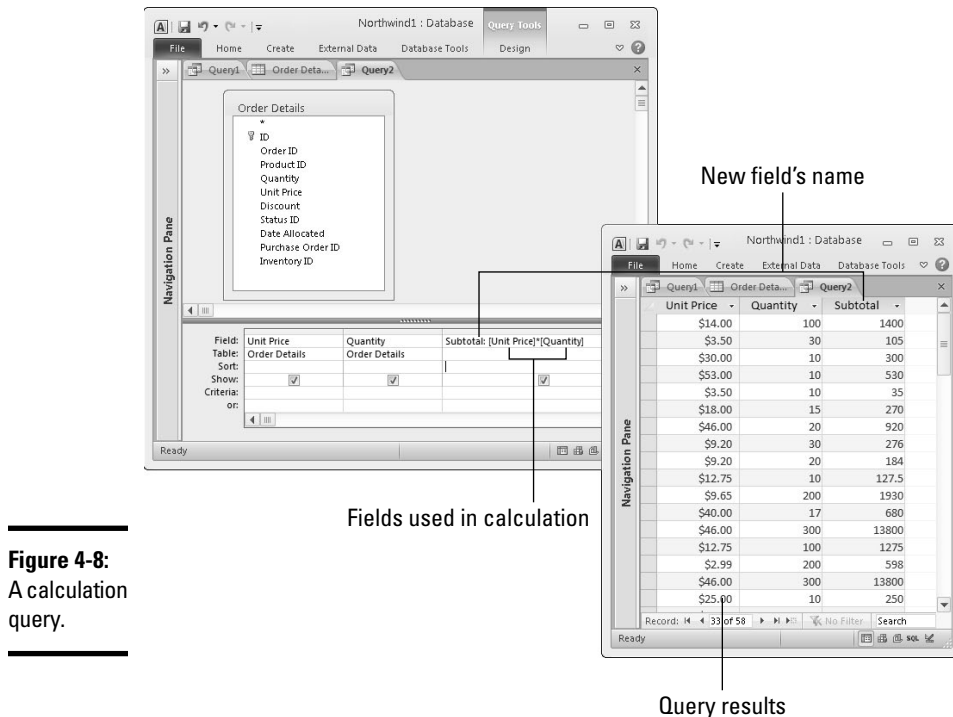 Northwind1 : Database
Query Tools
File Home Create External Data Database Tools Design
Query1 Order Deta... Query2
Order Details
*
ID
Order ID
Product ID
Quantity
Unit Price
Discount
Status ID
Date Allocated
Purchase Order ID
Inventory ID
Navigation Pane
Field: Unit Price Quantity Subtotal: [Unit Price]*[Quantity]
Table: Order Details Order Details
Sort:
Show:
Criteria:
or:
Ready
New field's name
Northwind1 : Database
File Home Create External Data Database Tools
Query1 Order Deta... Query2
Unit Price Quantity Subtotal
$14.00 100 1400
$3.50 30 105
$30.00 10 300
$53.00 10 530
$3.50 10 35
$18.00 15 270
$46.00 20 920
$9.20 30 276
$9.20 20 184
$12.75 10 127.5
$9.65 200 1930
$40.00 17 680
$46.00 300 13800
$12.75 100 1275
$2.99 200 598
$46.00 300 13800
$25.00 10 250
Navigation Pane
Record: 33 of 58 No Filter Search
Ready SQL
Fields used in calculation
Query results
Figure 4-8:
A calculation
query.